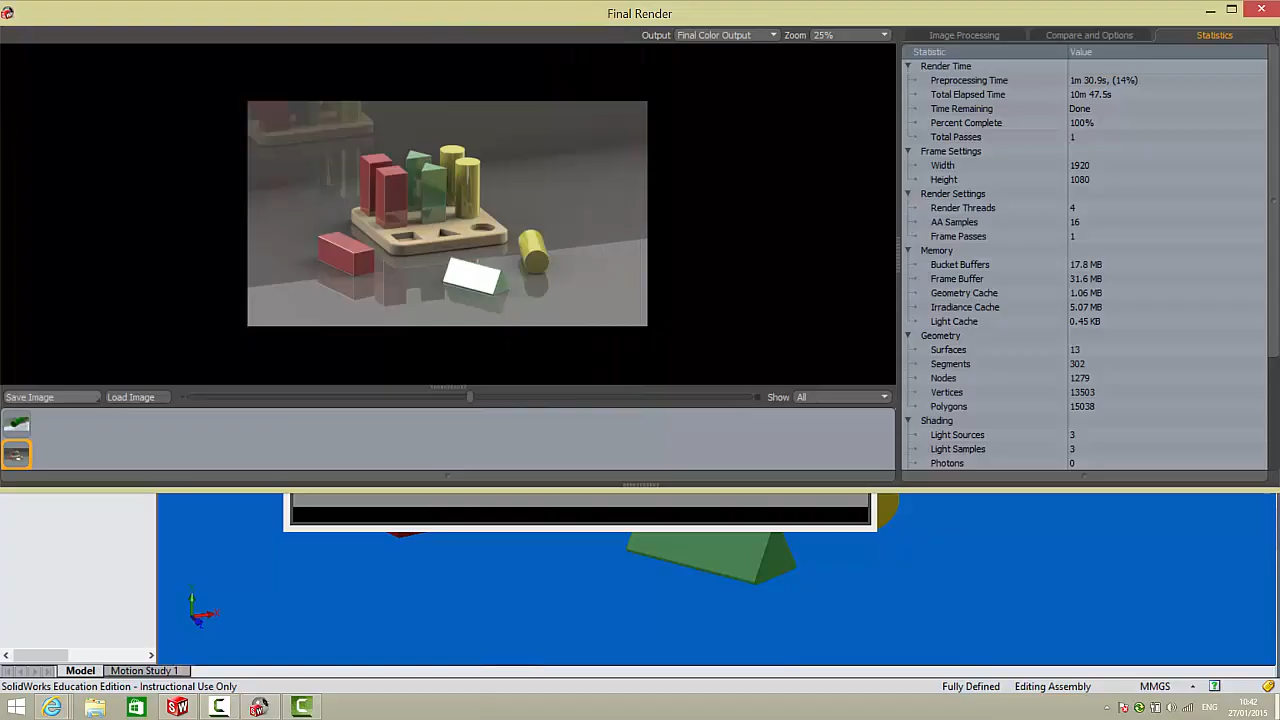 Final Render
Output Final Color Output Zoom 25%
Image Processing Compare and Options Statistics
Statistic Value
Render Time
Preprocessing Time 1m 30.9s, (14%)
Total Elapsed Time 10m 47.5s
Time Remaining Done
Percent Complete 100%
Total Passes 1
Frame Settings
Width 1920
Height 1080
Render Settings
Render Threads 4
AA Samples 16
Frame Passes 1
Memory
Bucket Buffers 17.8 MB
Frame Buffer 31.6 MB
Geometry Cache 1.06 MB
Irradiance Cache 5.07 MB
Light Cache 0.45 KB
Geometry
Surfaces 13
Segments 302
Nodes 1279
Vertices 13503
Polygons 15038
Shading
Light Sources 3
Light Samples 3
Photons 0
Save Image Load Image Show All
Model Motion Study 1
SolidWorks Education Edition - Instructional Use Only Fully Defined Editing Assembly MMGS
ENG 10:42
27/01/2015